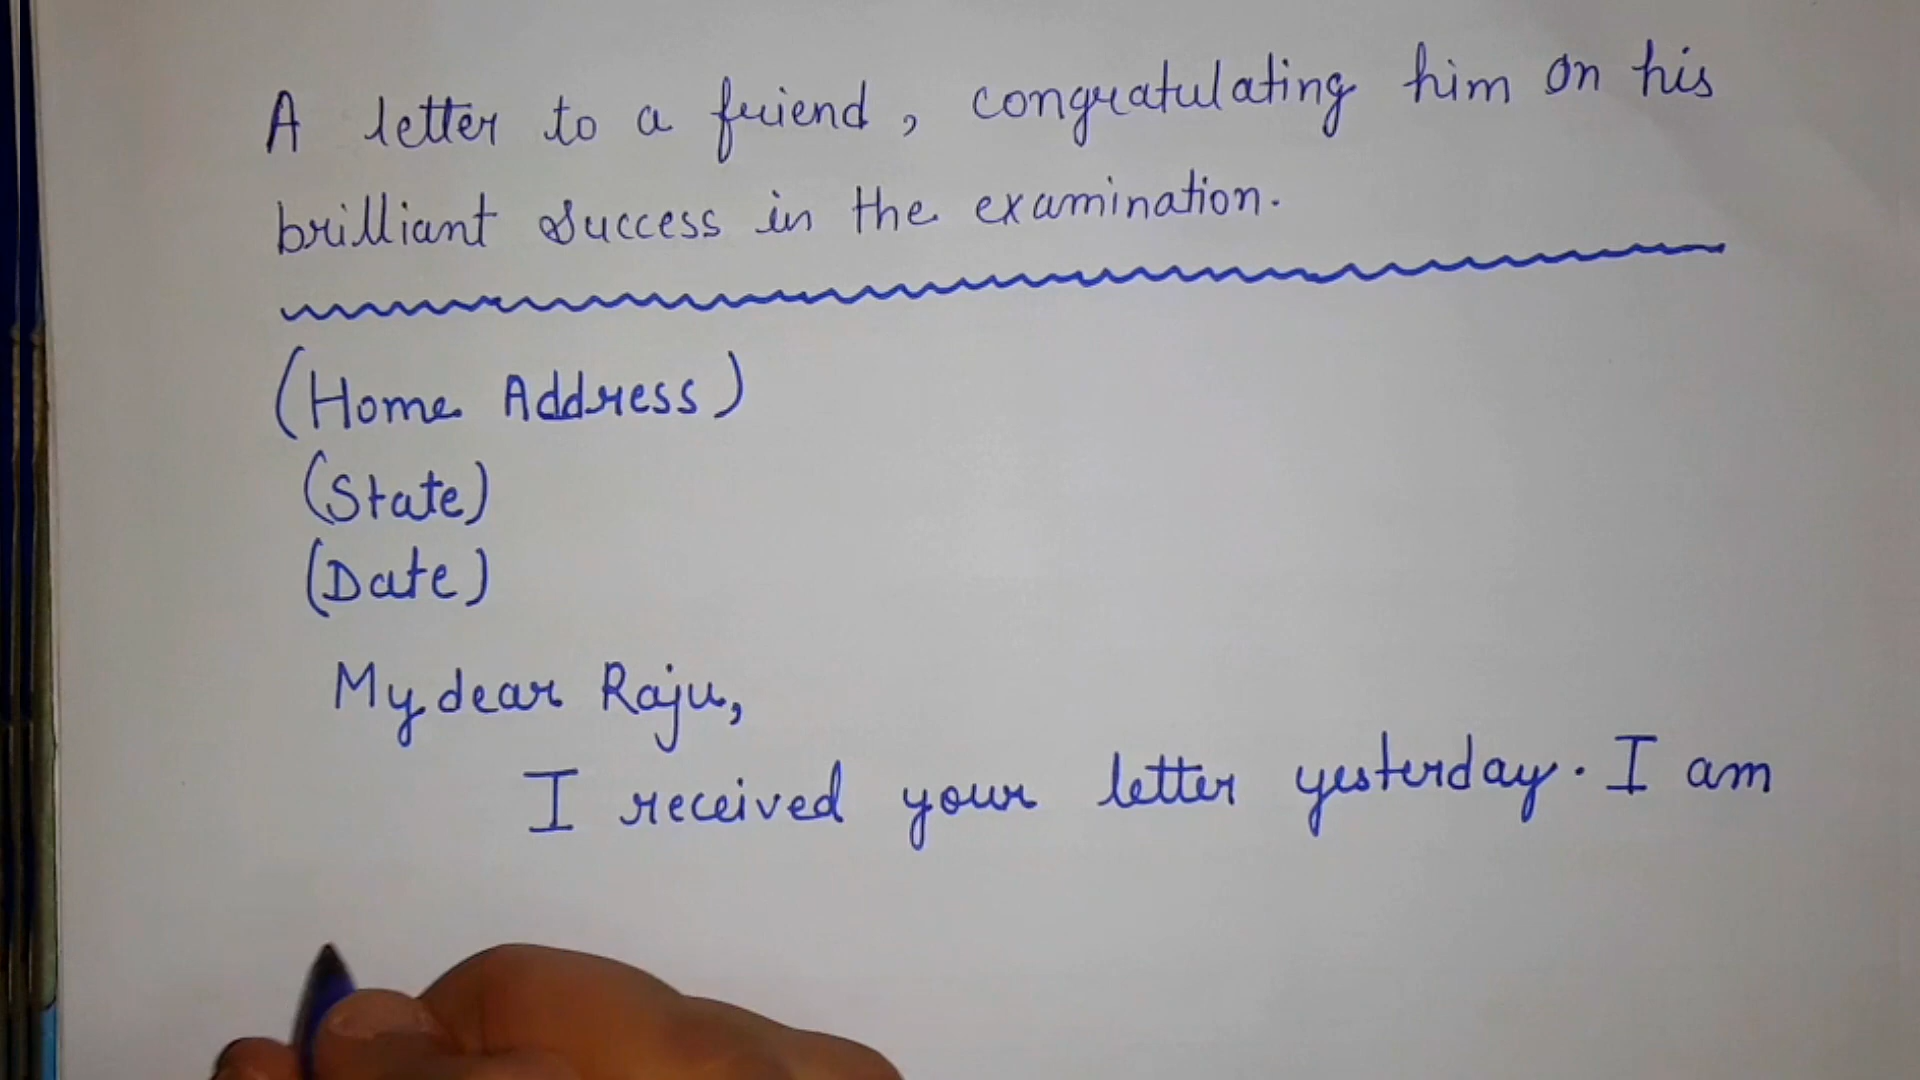 A letter to a friend, congratulating him on his
brilliant success in the examination.
(Home Address)
(State)
(Date)
My dear Raju,
I received your letter yesterday. I am